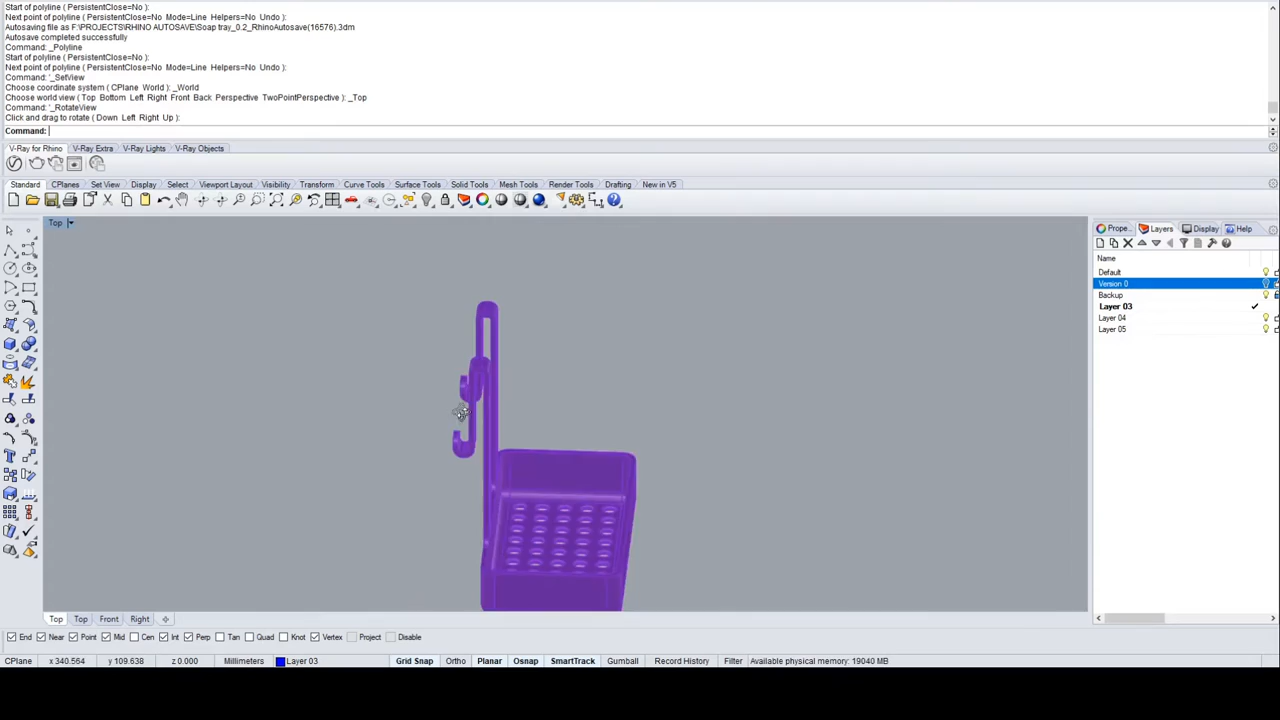 Start of polyline ( PersistentClose=No ):
Next point of polyline ( PersistentClose=No Mode=Line Helpers=No Undo ):
Autosaving file as F:\PROJECTS\RHINO AUTOSAVE\Soap tray_0.2_RhinoAutosave(16576).3dm
Autosave completed successfully
Command: _Polyline
Start of polyline ( PersistentClose=No ):
Next point of polyline ( PersistentClose=No Mode=Line Helpers=No Undo ):
Command: '_SetView
Choose coordinate system ( CPlane World ): _World
Choose world view ( Top Bottom Left Right Front Back Perspective TwoPointPerspective ): _Top
Command: '_RotateView
Click and drag to rotate ( Down Left Right Up ):
Command:
V-Ray for Rhino V-Ray Extra V-Ray Lights V-Ray Objects
Standard CPlanes Set View Display Select Viewport Layout Visibility Transform Curve Tools Surface Tools Solid Tools Mesh Tools Render Tools Drafting New in V5
Top
Prope... Layers Display Help
Name
Default
Version 0
Backup
Layer 03
Layer 04
Layer 05
Top Top Front Right
End Near Point Mid Cen Int Perp Tan Quad Knot Vertex Project Disable
CPlane x 340.564 y 109.638 z 0.000 Millimeters Layer 03 Grid Snap Ortho Planar Osnap SmartTrack Gumball Record History Filter Available physical memory: 19040 MB